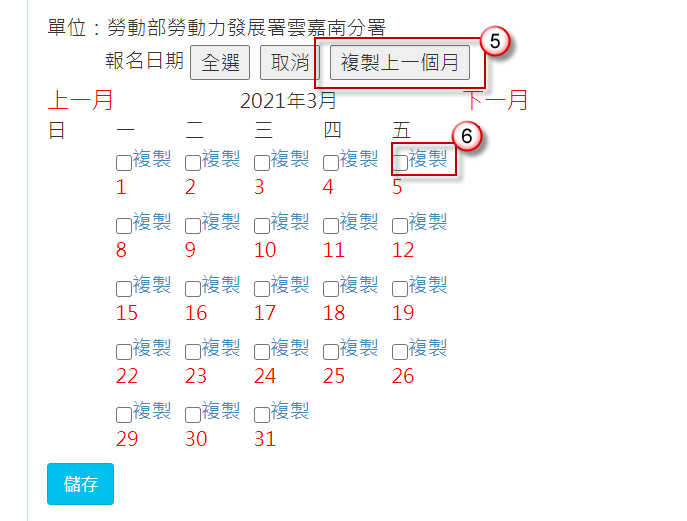 單位：勞動部勞動力發展署雲嘉南分署
報名日期 全選 取消 複製上一個月 5
上一月 2021年3月 下一月
日 一 二 三 四 五 6
複製 複製 複製 複製 複製
1 2 3 4 5
複製 複製 複製 複製 複製
8 9 10 11 12
複製 複製 複製 複製 複製
15 16 17 18 19
複製 複製 複製 複製 複製
22 23 24 25 26
複製 複製 複製
29 30 31
儲存